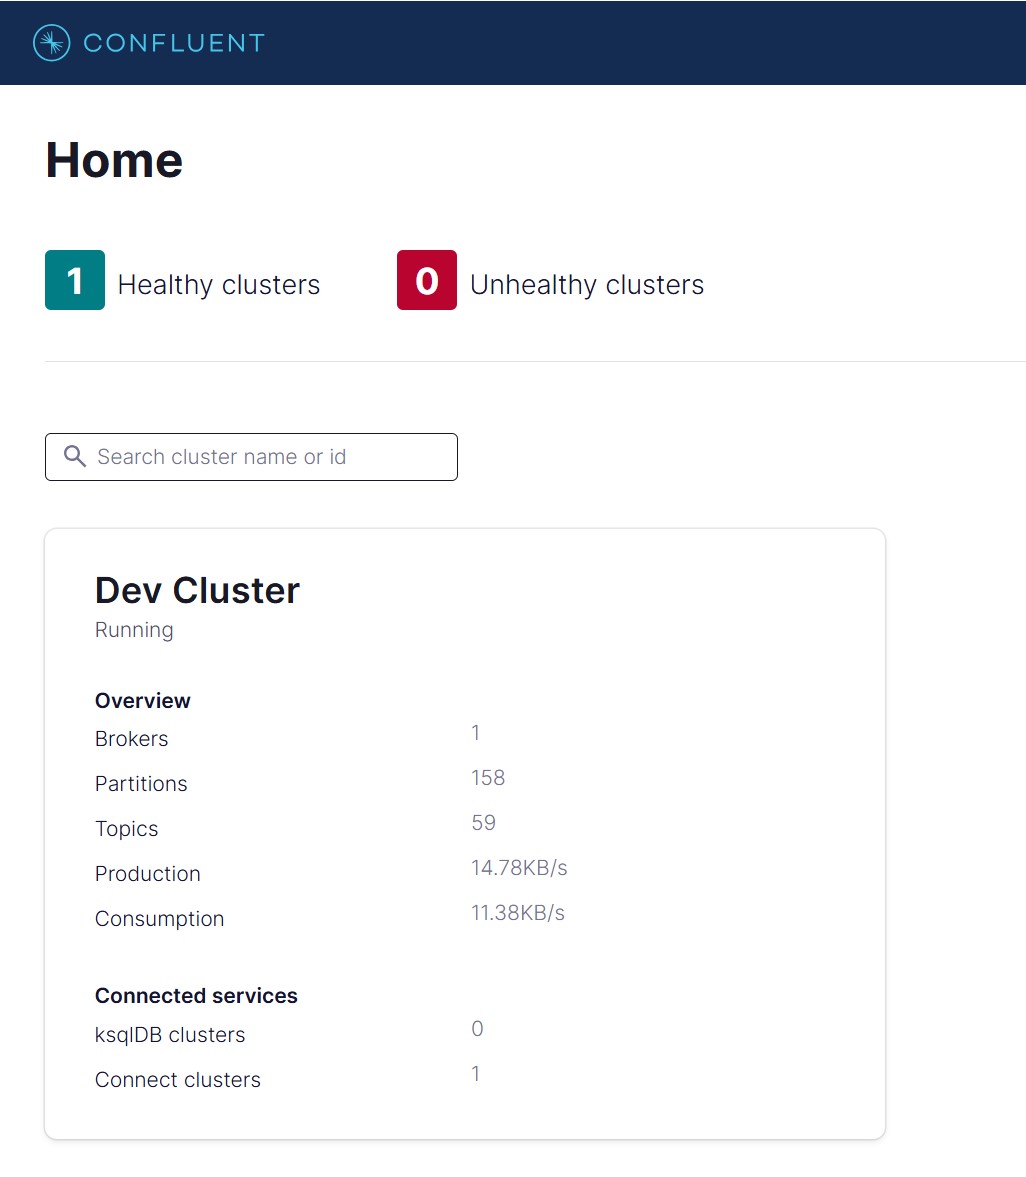 CONFLUENT
Home
1 Healthy clusters 0 Unhealthy clusters
Search cluster name or id
Dev Cluster
Running
Overview
Brokers 1
Partitions 158
Topics 59
Production 14.78KB/s
Consumption 11.38KB/s
Connected services
ksqlDB clusters 0
Connect clusters 1